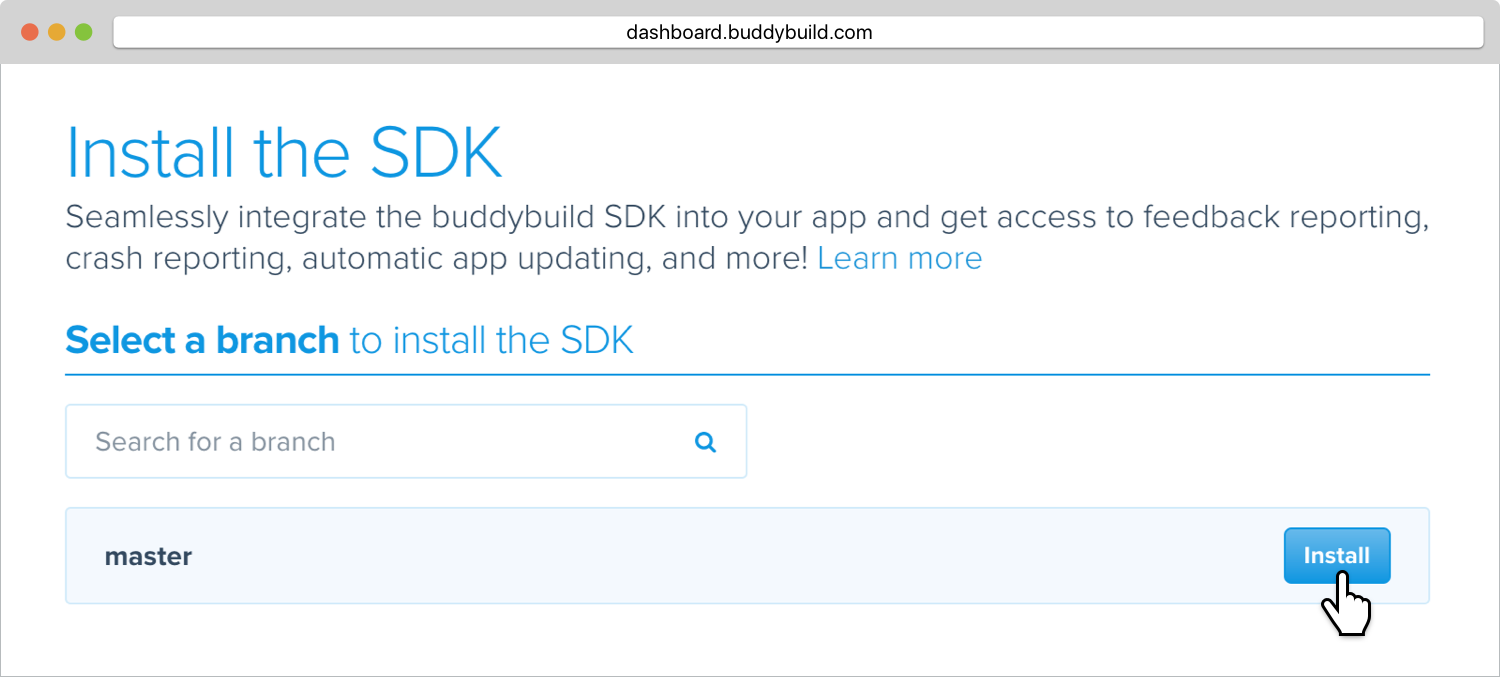 dashboard.buddybuild.com
Install the SDK
Seamlessly integrate the buddybuild SDK into your app and get access to feedback reporting,
crash reporting, automatic app updating, and more! Learn more
Select a branch to install the SDK
Search for a branch
master
Install